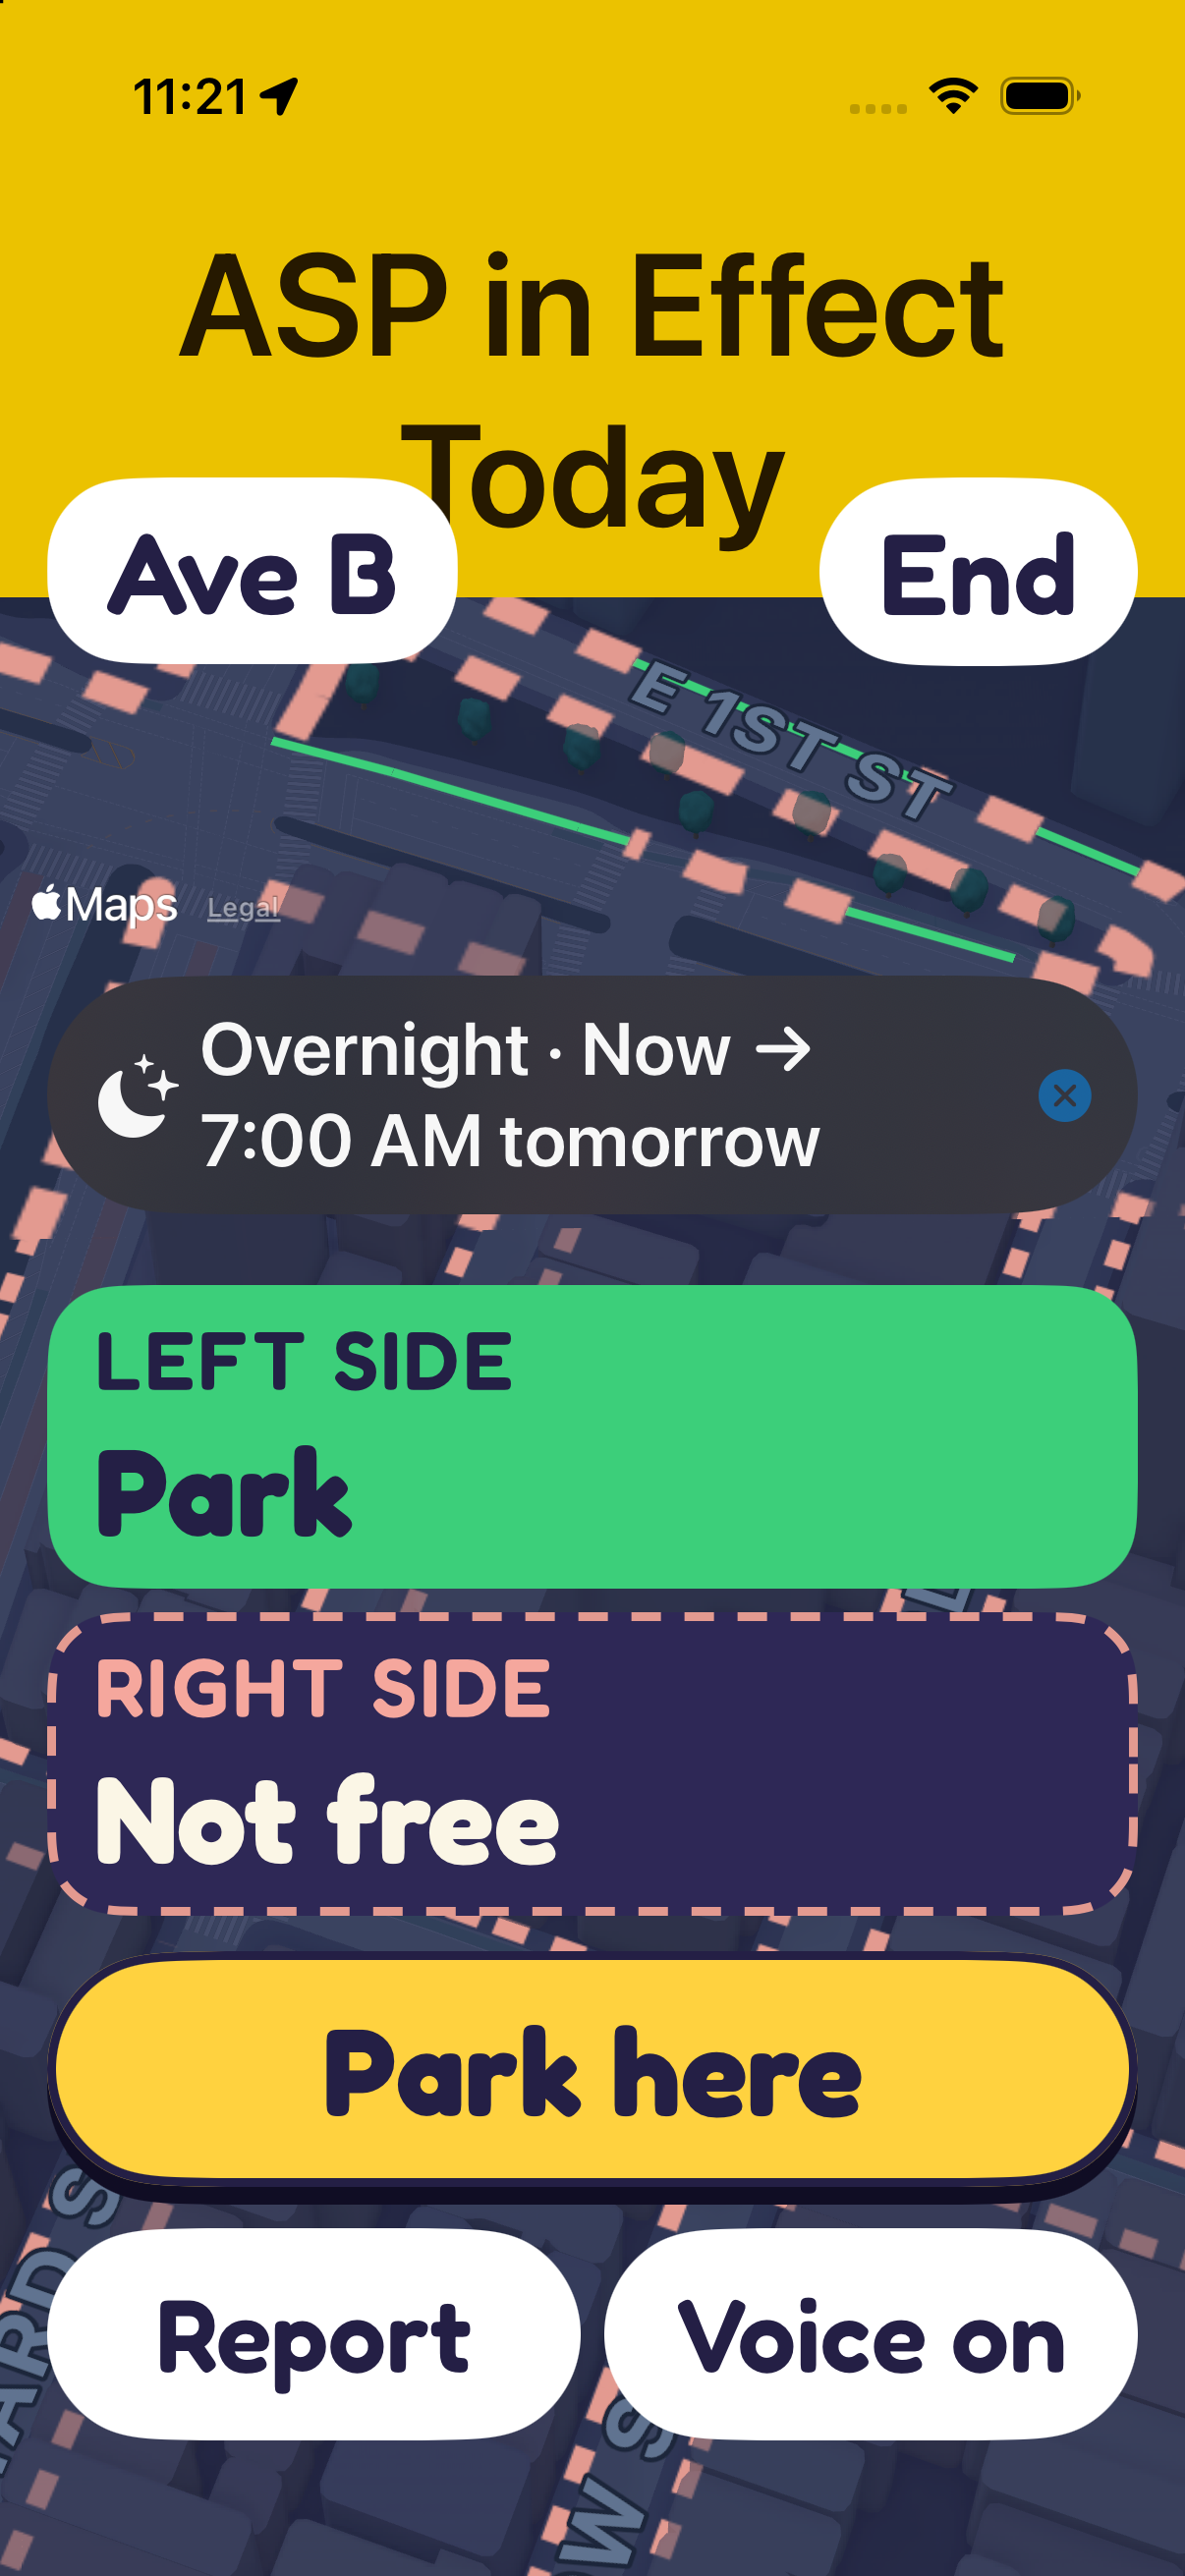 11:21
ASP in Effect
Today
Ave B
End
E 1ST ST
Maps
Legal
Overnight · Now →
7:00 AM tomorrow
LEFT SIDE
Park
RIGHT SIDE
Not free
Park here
Report
Voice on